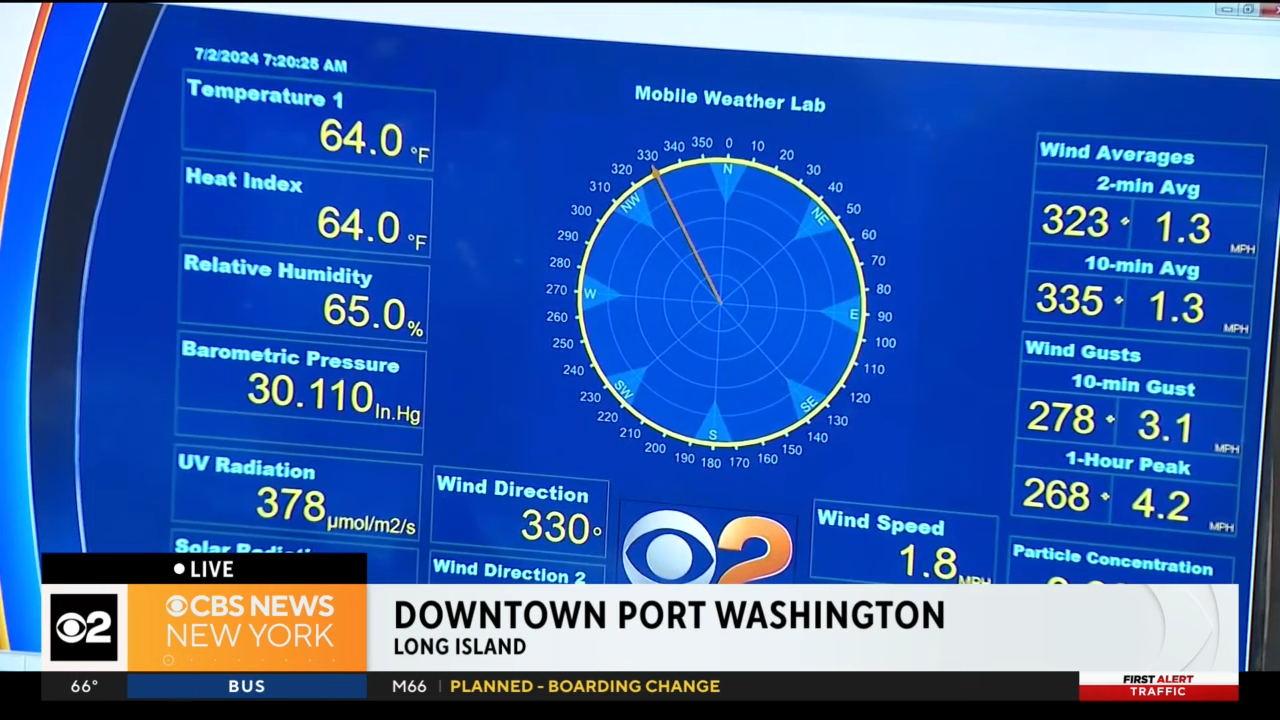 7/2/2024 7:20:25 AM
Temperature 1
64.0 °F
Heat Index
64.0 °F
Relative Humidity
65.0 %
Barometric Pressure
30.110 In.Hg
UV Radiation
378 µmol/m2/s
Mobile Weather Lab
0
10
20
30
40
50
60
70
80
90
100
110
120
130
140
150
160
170
180
190
200
210
220
230
240
250
260
270
280
290
300
310
320
330
340
350
N
NE
E
SE
S
SW
W
NW
Wind Direction
330°
Wind Direction 2
2
Wind Speed
1.8 MPH
Wind Averages
2-min Avg
323 ° 1.3 MPH
10-min Avg
335 ° 1.3 MPH
Wind Gusts
10-min Gust
278 ° 3.1 MPH
1-Hour Peak
268 ° 4.2 MPH
Particle Concentration
LIVE
2
CBS NEWS
NEW YORK
DOWNTOWN PORT WASHINGTON
LONG ISLAND
66°
BUS
M66 | PLANNED - BOARDING CHANGE
FIRST ALERT
TRAFFIC